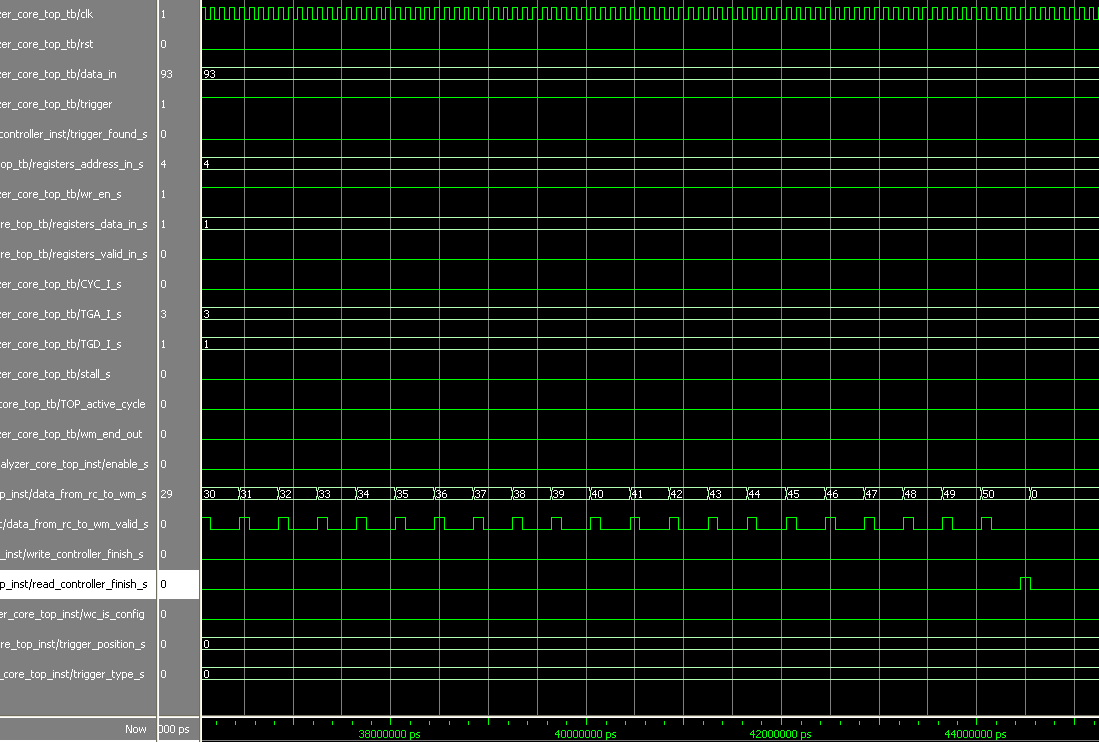 zer_core_top_tb/clk 1
zer_core_top_tb/rst 0
zer_core_top_tb/data_in 93 93
zer_core_top_tb/trigger 1
controller_inst/trigger_found_s 0
op_tb/registers_address_in_s 4 4
zer_core_top_tb/wr_en_s 1
re_top_tb/registers_data_in_s 1 1
re_top_tb/registers_valid_in_s 0
zer_core_top_tb/CYC_I_s 0
zer_core_top_tb/TGA_I_s 3 3
zer_core_top_tb/TGD_I_s 1 1
zer_core_top_tb/stall_s 0
core_top_tb/TOP_active_cycle 0
zer_core_top_tb/wm_end_out 0
alyzer_core_top_inst/enable_s 0
p_inst/data_from_rc_to_wm_s 29 30 31 32 33 34 35 36 37 38 39 40 41 42 43 44 45 46 47 48 49 50 0
t/data_from_rc_to_wm_valid_s 0
_inst/write_controller_finish_s 0
p_inst/read_controller_finish_s 0
er_core_top_inst/wc_is_config 0
re_top_inst/trigger_position_s 0 0
_core_top_inst/trigger_type_s 0 0
Now 000 ps 38000000 ps 40000000 ps 42000000 ps 44000000 ps